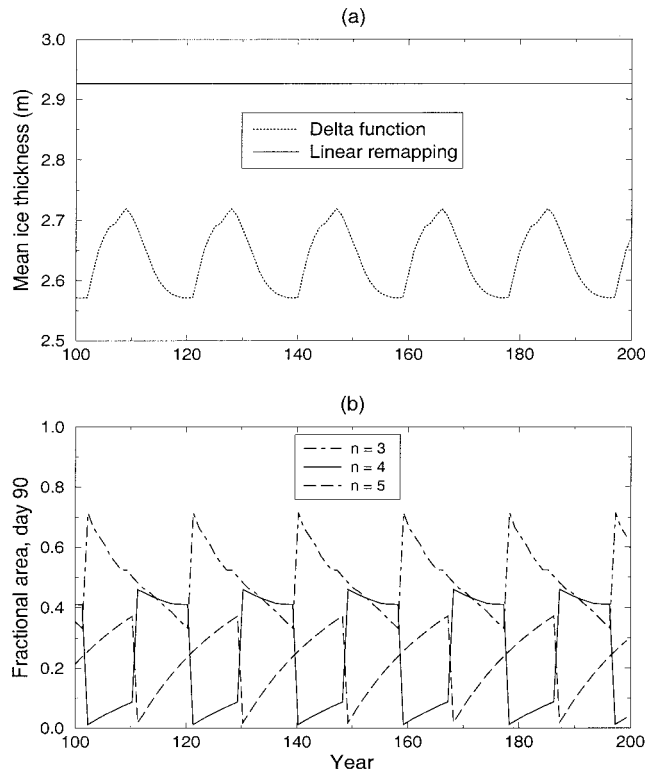 (a)
3.0
2.9
2.8
2.7
2.6
2.5
Mean ice thickness (m)
Delta function
Linear remapping
100
120
140
160
180
200
(b)
1.0
0.8
0.6
0.4
0.2
0.0
Fractional area, day 90
n = 3
n = 4
n = 5
100
120
140
160
180
200
Year